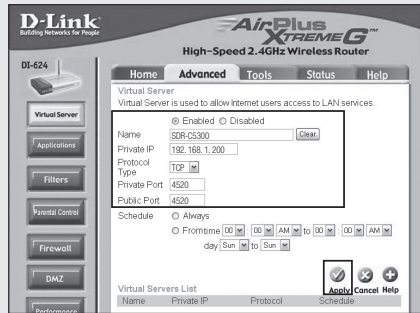 D-Link
Building Networks for People
AirPlus
XTREME G™
High-Speed 2.4GHz Wireless Router
DI-624
Home Advanced Tools Status Help
Virtual Server
Virtual Server is used to allow Internet users access to LAN services.
Enabled Disabled
Name SDR-C5300 Clear
Private IP 192.168.1.200
Protocol Type TCP
Private Port 4520
Public Port 4520
Schedule Always
From time 00 : 00 AM to 00 : 00 AM
day Sun to Sun
Apply Cancel Help
Virtual Servers List
Name Private IP Protocol Schedule
Virtual Server
Applications
Filters
Parental Control
Firewall
DMZ
Performance